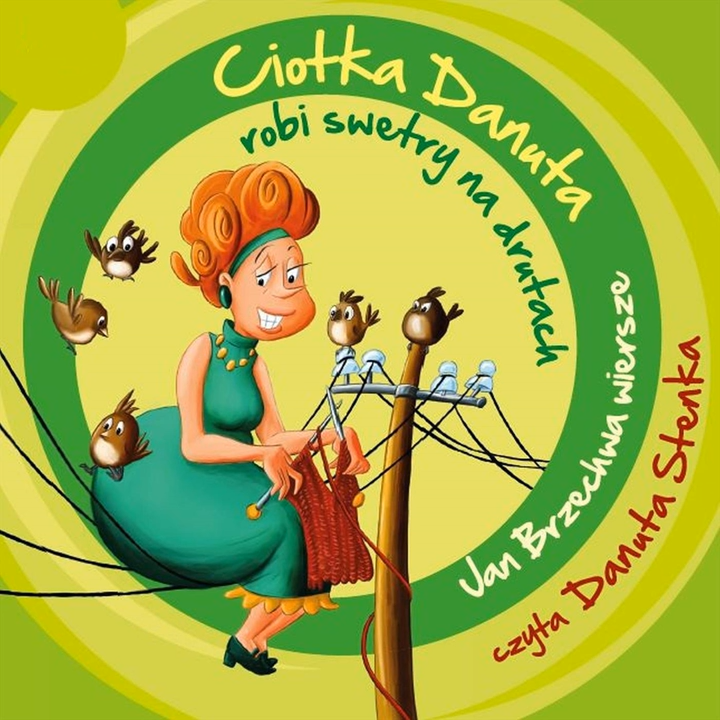 Ciotka Danuta
robi swetry na drutach
Jan Brzechwa wiersze
czyta Danuta Stenka